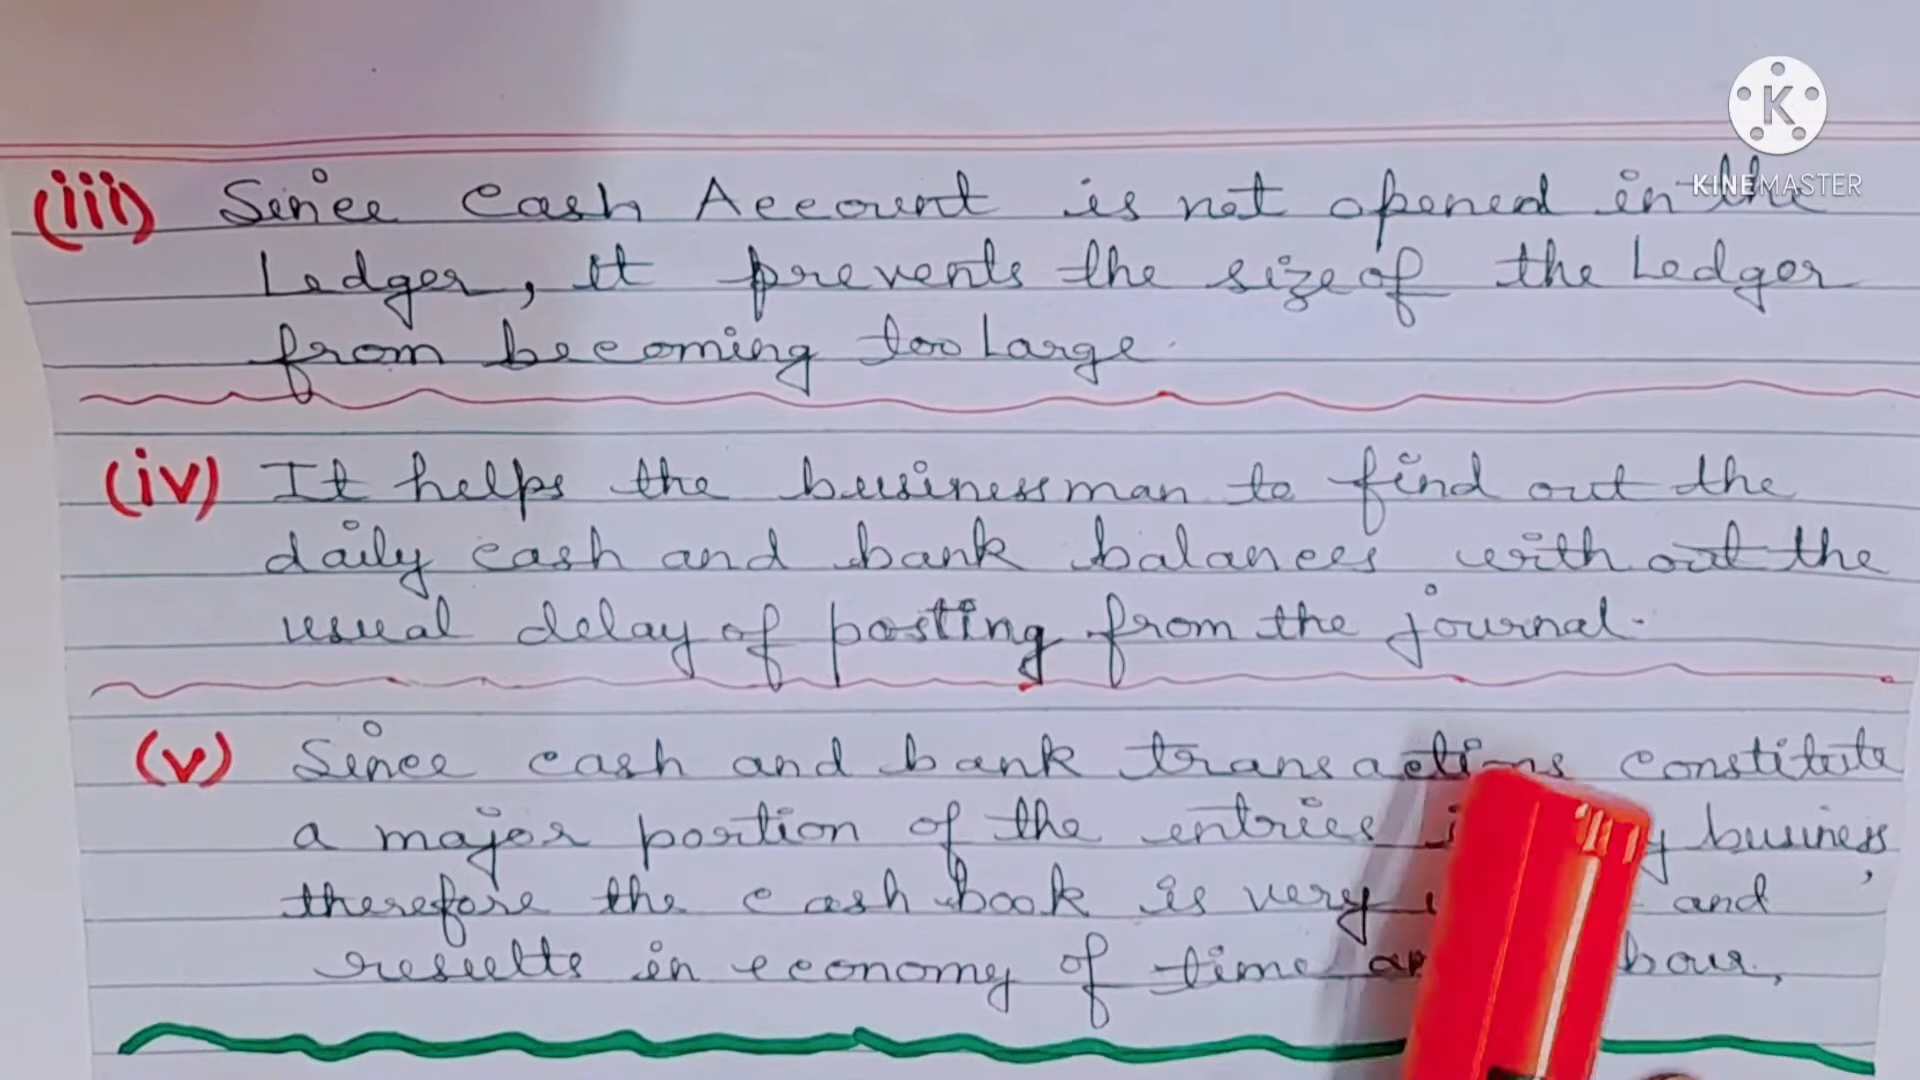 KINEMASTER
(iii) Since Cash Account is not opened in the
Ledger, It prevents the size of the Ledger
from becoming too Large.
(iv) It helps the businessman to find out the
daily cash and bank balances with out the
usual delay of posting from the journal.
(v) Since cash and bank transactions constitute
a major portion of the entries business,
therefore the cash book is very and
results in economy of time